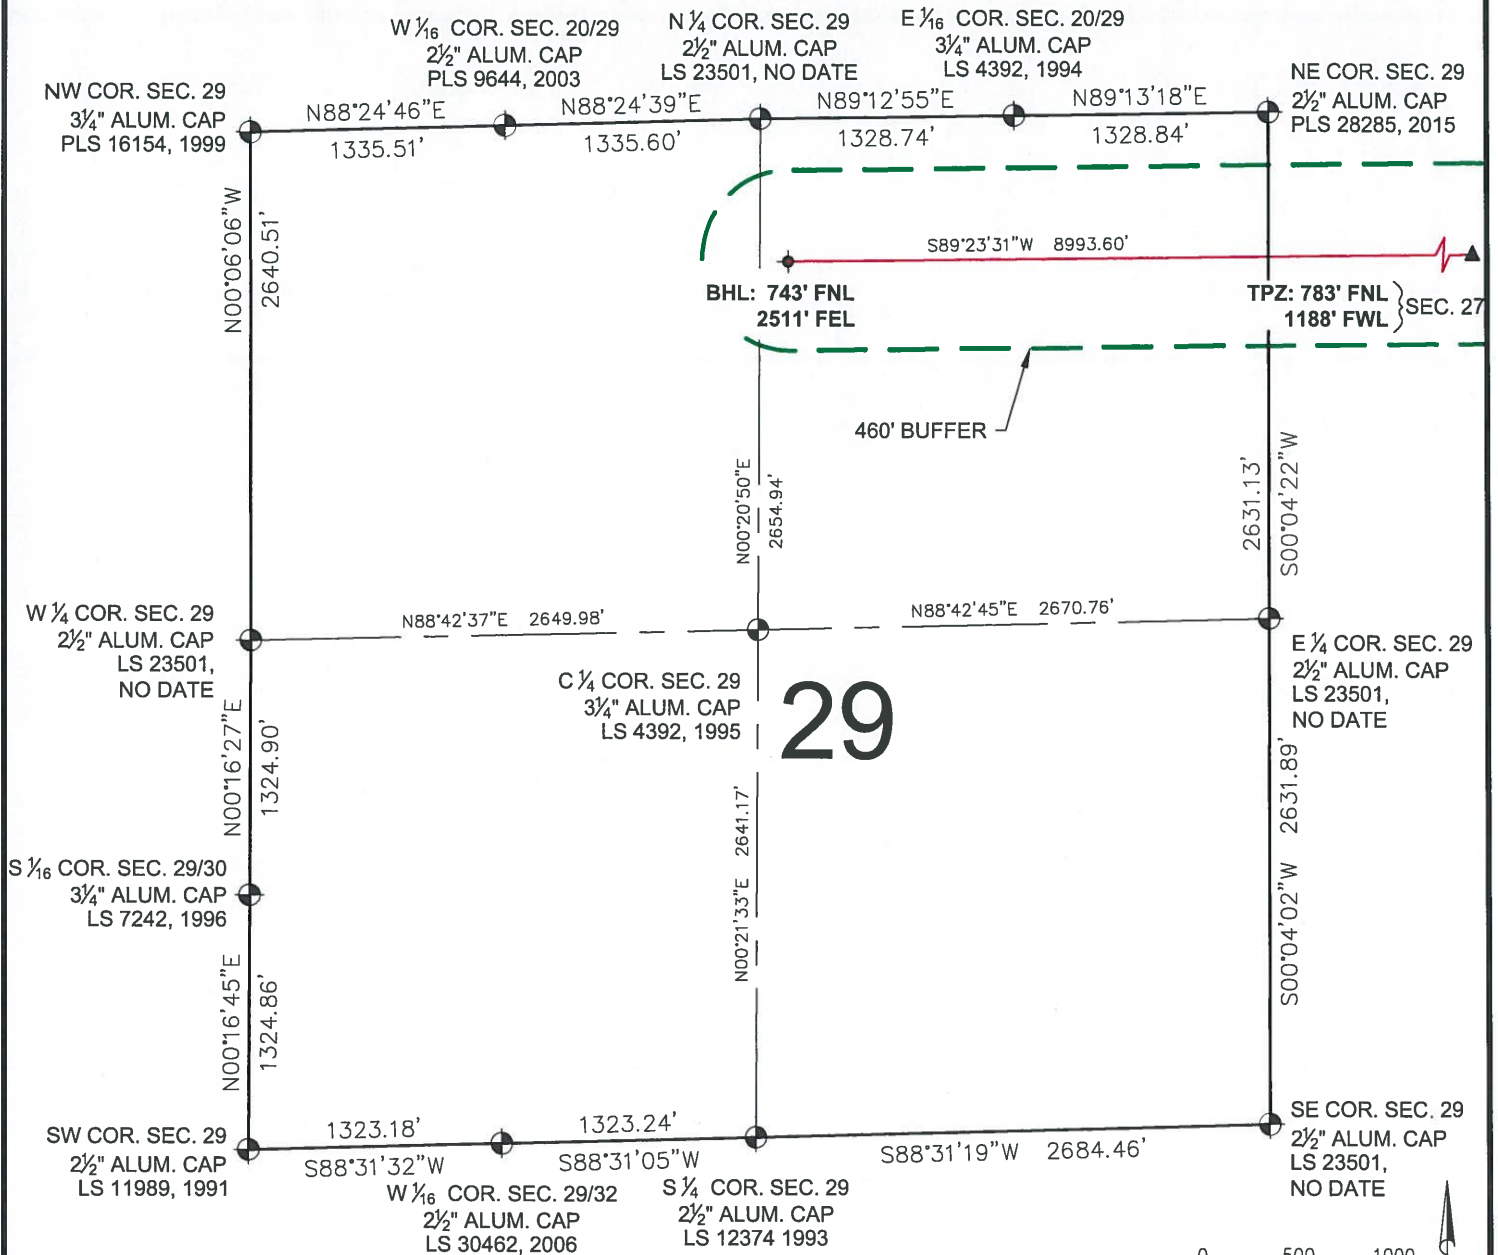 W 1/16 COR. SEC. 20/29
2½" ALUM. CAP
PLS 9644, 2003
N ¼ COR. SEC. 29
2½" ALUM. CAP
LS 23501, NO DATE
E 1/16 COR. SEC. 20/29
3¼" ALUM. CAP
LS 4392, 1994
NE COR. SEC. 29
2½" ALUM. CAP
PLS 28285, 2015
NW COR. SEC. 29
3¼" ALUM. CAP
PLS 16154, 1999
N88°24'46"E
1335.51'
N88°24'39"E
1335.60'
N89°12'55"E
1328.74'
N89°13'18"E
1328.84'
N00°06'06"W
2640.51'
S89°23'31"W 8993.60'
BHL: 743' FNL
2511' FEL
TPZ: 783' FNL
1188' FWL
SEC. 27
460' BUFFER
N00°20'50"E
2654.94'
2631.13'
S00°04'22"W
W ¼ COR. SEC. 29
2½" ALUM. CAP
LS 23501,
NO DATE
N88°42'37"E 2649.98'
N88°42'45"E 2670.76'
E ¼ COR. SEC. 29
2½" ALUM. CAP
LS 23501,
NO DATE
C ¼ COR. SEC. 29
3¼" ALUM. CAP
LS 4392, 1995
29
N00°16'27"E
1324.90'
N00°21'33"E 2641.17'
S00°04'02"W 2631.89'
S 1/16 COR. SEC. 29/30
3¼" ALUM. CAP
LS 7242, 1996
N00°16'45"E
1324.86'
SW COR. SEC. 29
2½" ALUM. CAP
LS 11989, 1991
1323.18'
S88°31'32"W
1323.24'
S88°31'05"W
S88°31'19"W 2684.46'
SE COR. SEC. 29
2½" ALUM. CAP
LS 23501,
NO DATE
W 1/16 COR. SEC. 29/32
2½" ALUM. CAP
LS 30462, 2006
S ¼ COR. SEC. 29
2½" ALUM. CAP
LS 12374 1993
0 500 1000